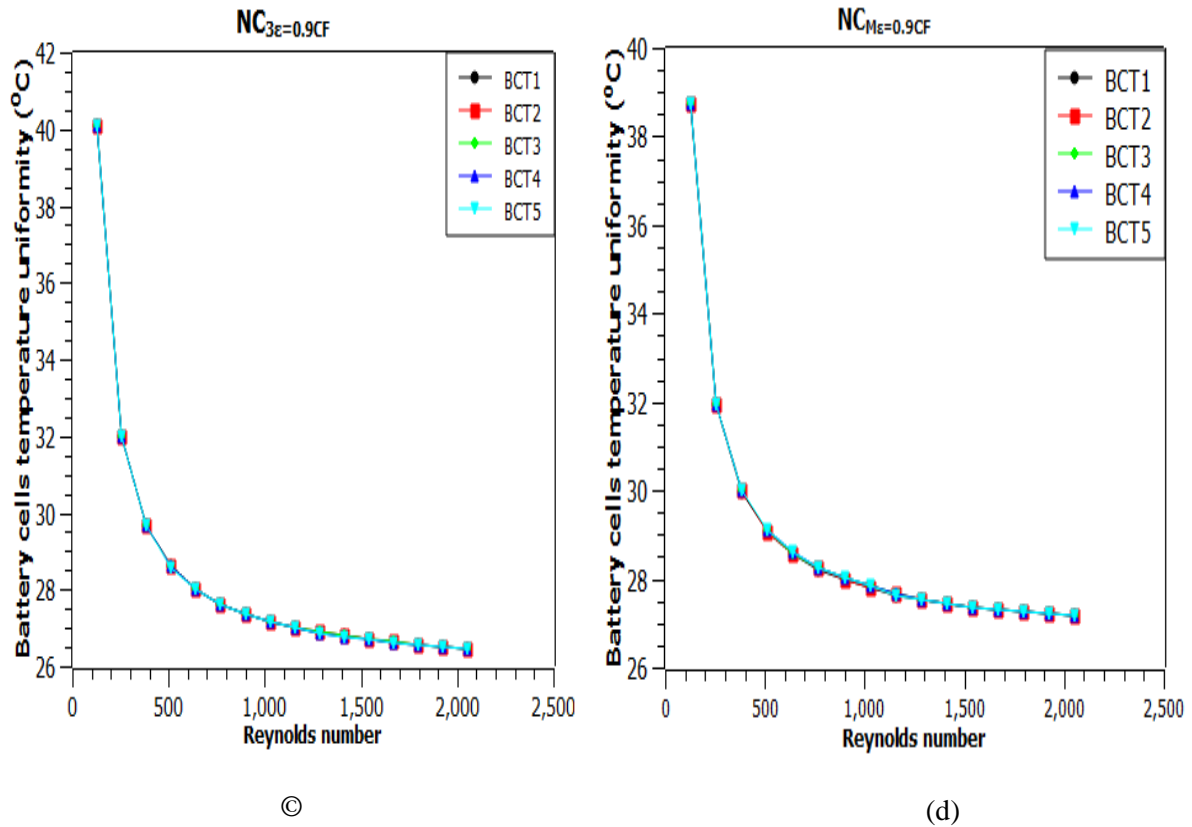 NC3ε=0.9CF
Battery cells temperature uniformity (⁰C)
42
40
38
36
34
32
30
28
26
0
500
1,000
1,500
2,000
2,500
Reynolds number
BCT1
BCT2
BCT3
BCT4
BCT5
©
NCMε=0.9CF
Battery cells temperature uniformity (⁰C)
40
38
36
34
32
30
28
26
0
500
1,000
1,500
2,000
2,500
Reynolds number
BCT1
BCT2
BCT3
BCT4
BCT5
(d)